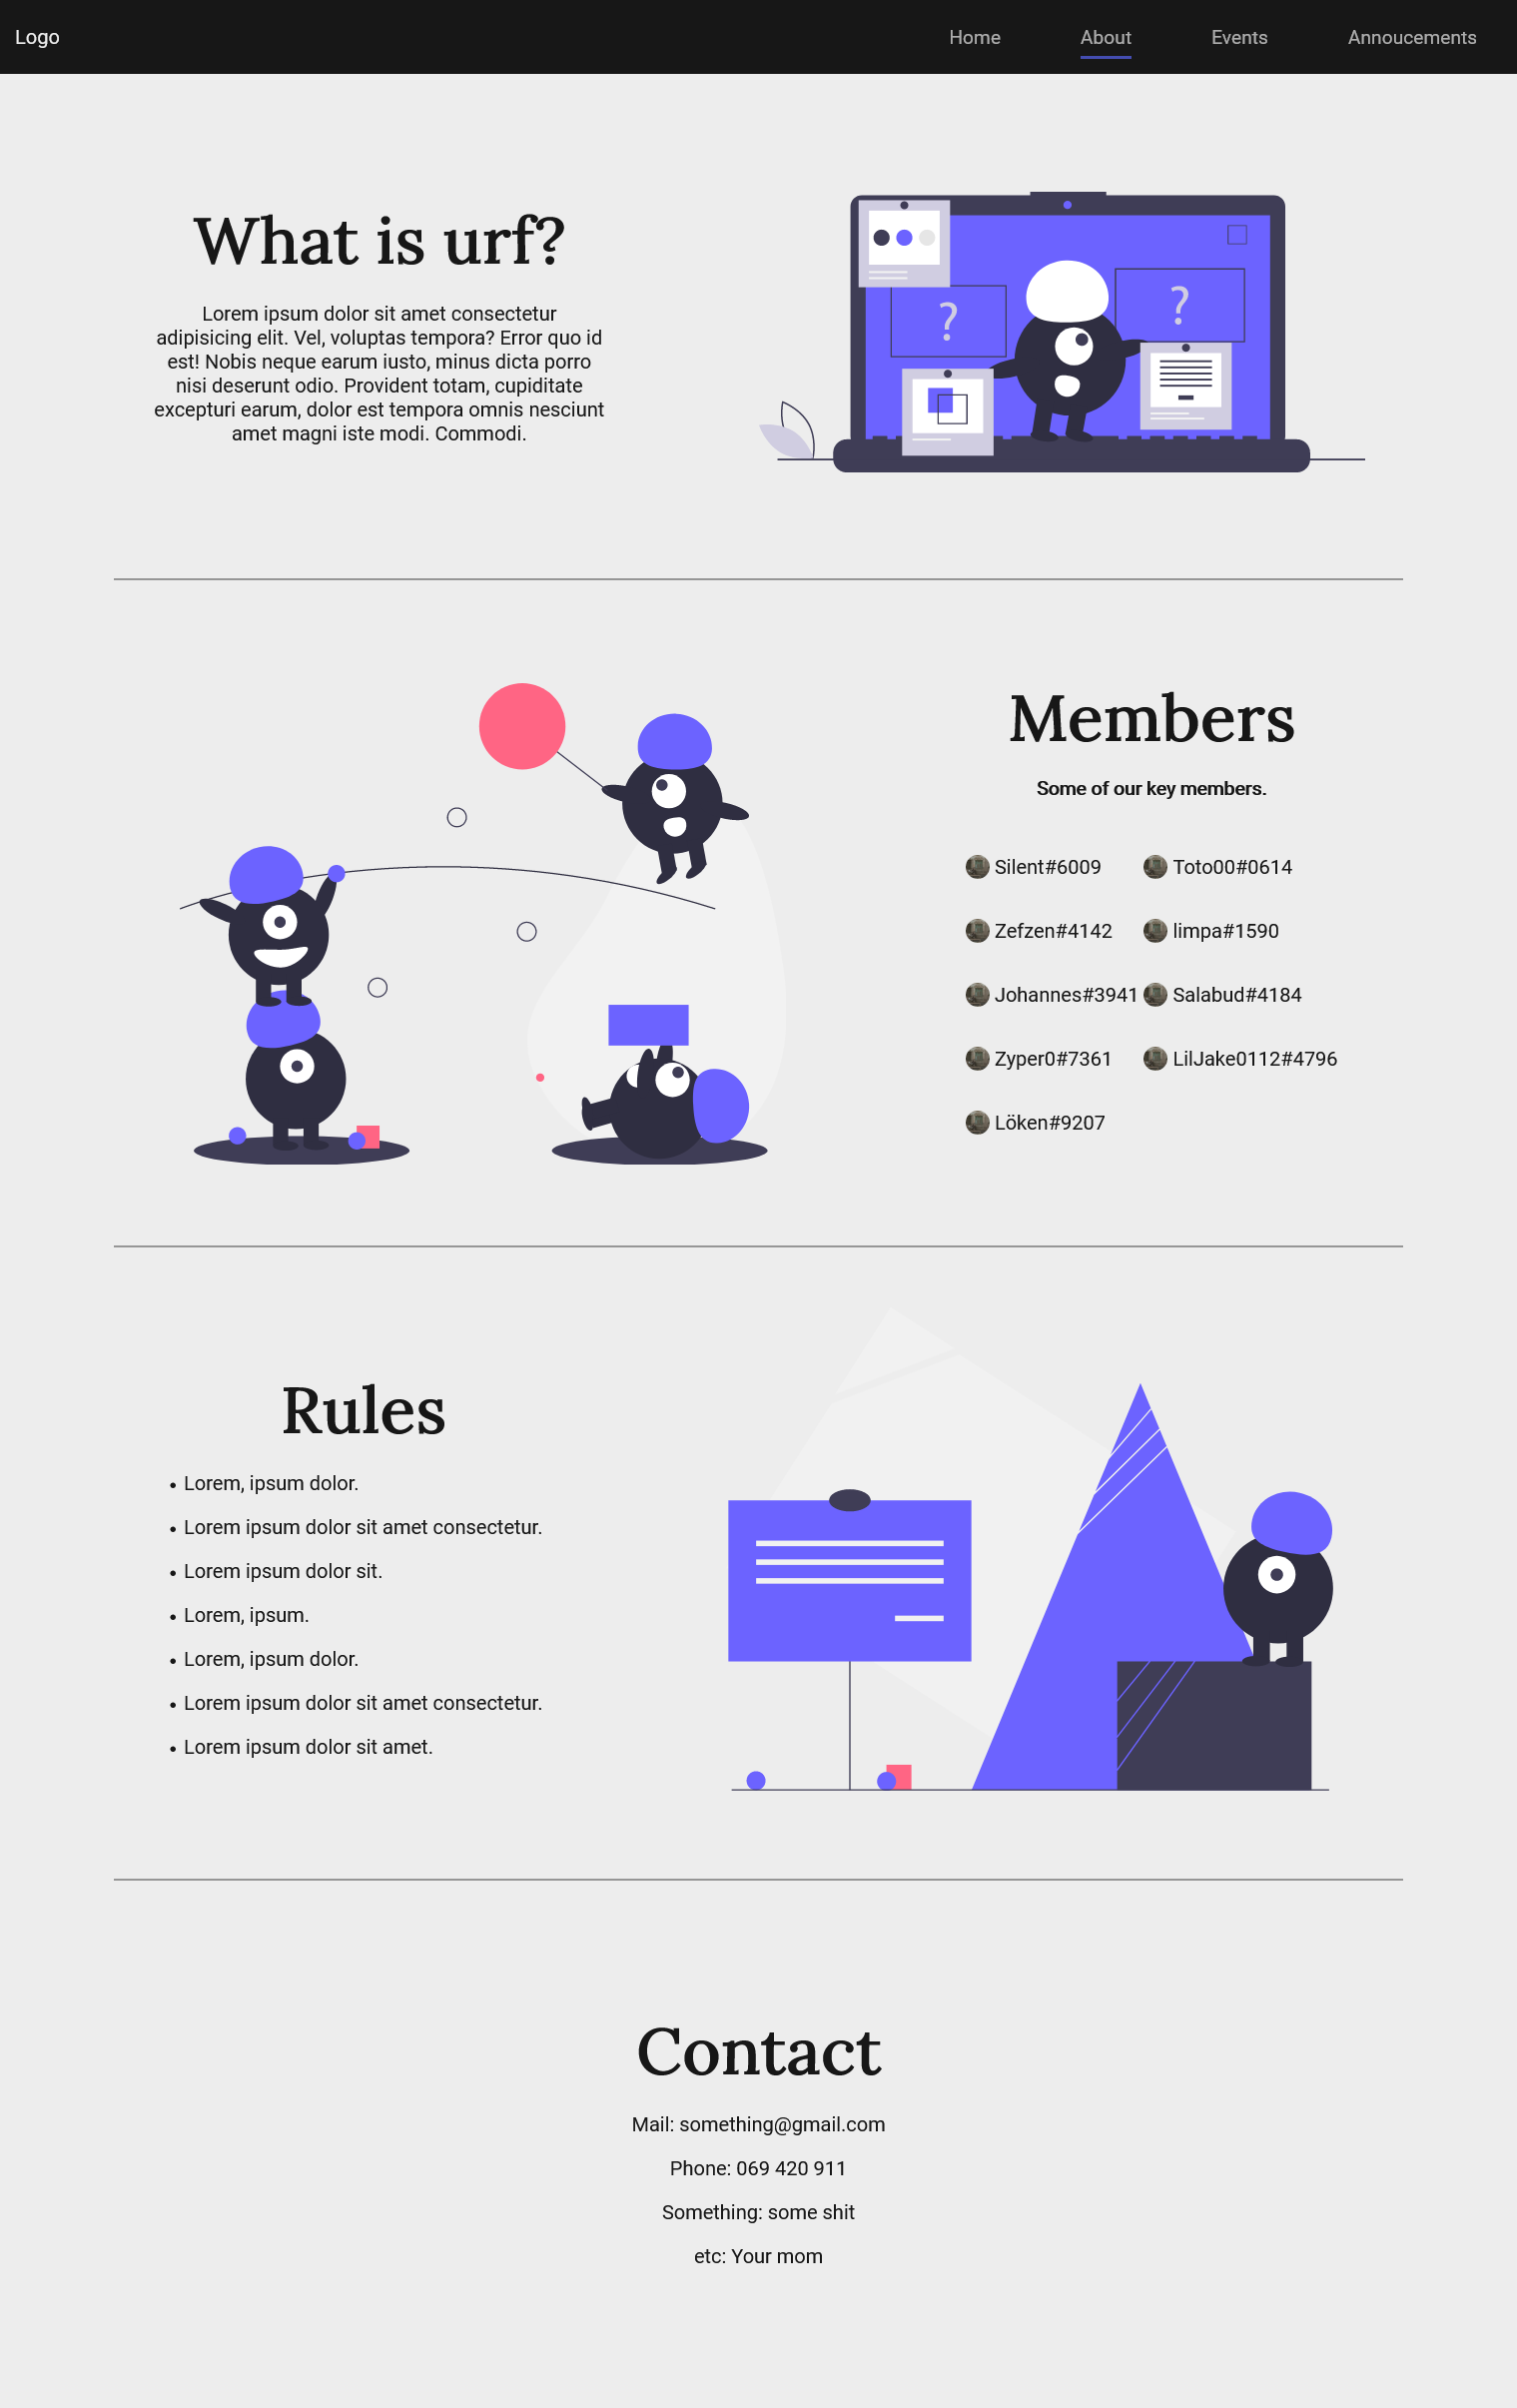 Logo
Home
About
Events
Annoucements
What is urf?
Lorem ipsum dolor sit amet consectetur
adipisicing elit. Vel, voluptas tempora? Error quo id
est! Nobis neque earum iusto, minus dicta porro
nisi deserunt odio. Provident totam, cupiditate
excepturi earum, dolor est tempora omnis nesciunt
amet magni iste modi. Commodi.
?
?
Members
Some of our key members.
Silent#6009
Toto00#0614
Zefzen#4142
limpa#1590
Johannes#3941
Salabud#4184
Zyper0#7361
LilJake0112#4796
Löken#9207
Rules
• Lorem, ipsum dolor.
• Lorem ipsum dolor sit amet consectetur.
• Lorem ipsum dolor sit.
• Lorem, ipsum.
• Lorem, ipsum dolor.
• Lorem ipsum dolor sit amet consectetur.
• Lorem ipsum dolor sit amet.
Contact
Mail: something@gmail.com
Phone: 069 420 911
Something: some shit
etc: Your mom